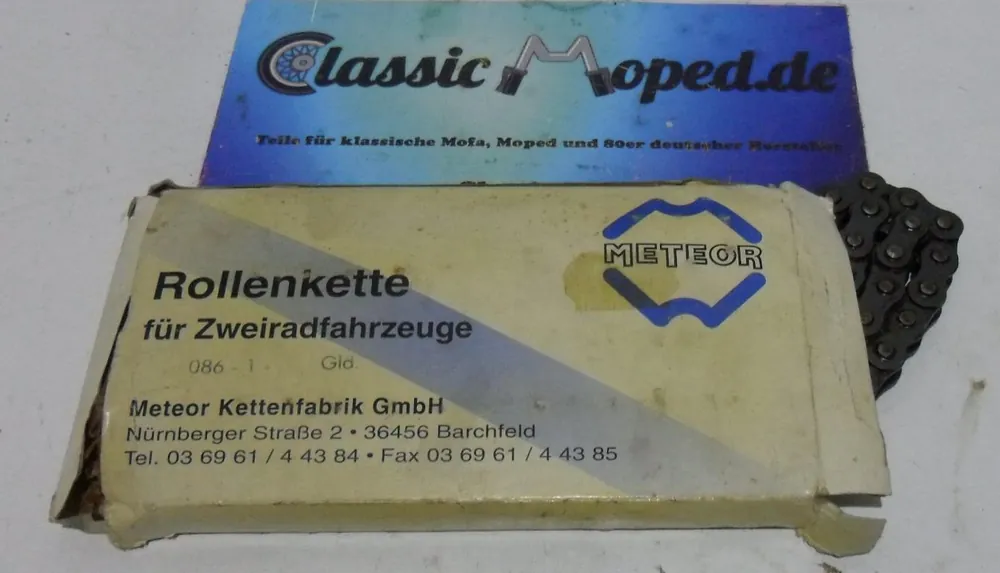 Classic Moped.de
Teile für klassische Mofa, Moped und 80er deutscher Hersteller
METEOR
Rollenkette
für Zweiradfahrzeuge
086 - 1 Gld.
Meteor Kettenfabrik GmbH
Nürnberger Straße 2 • 36456 Barchfeld
Tel. 03 69 61 / 4 43 84 • Fax 03 69 61 / 4 43 85